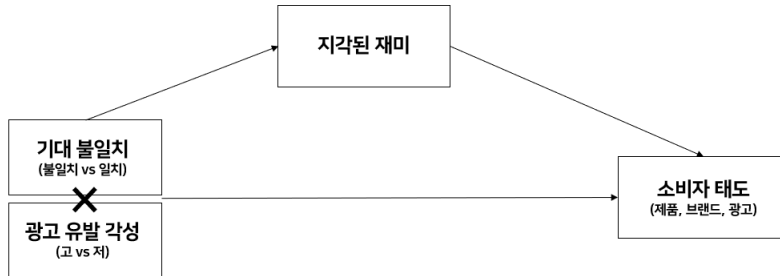 지각된 재미
기대 불일치
(불일치 vs 일치)
광고 유발 각성
(고 vs 저)
소비자 태도
(제품, 브랜드, 광고)